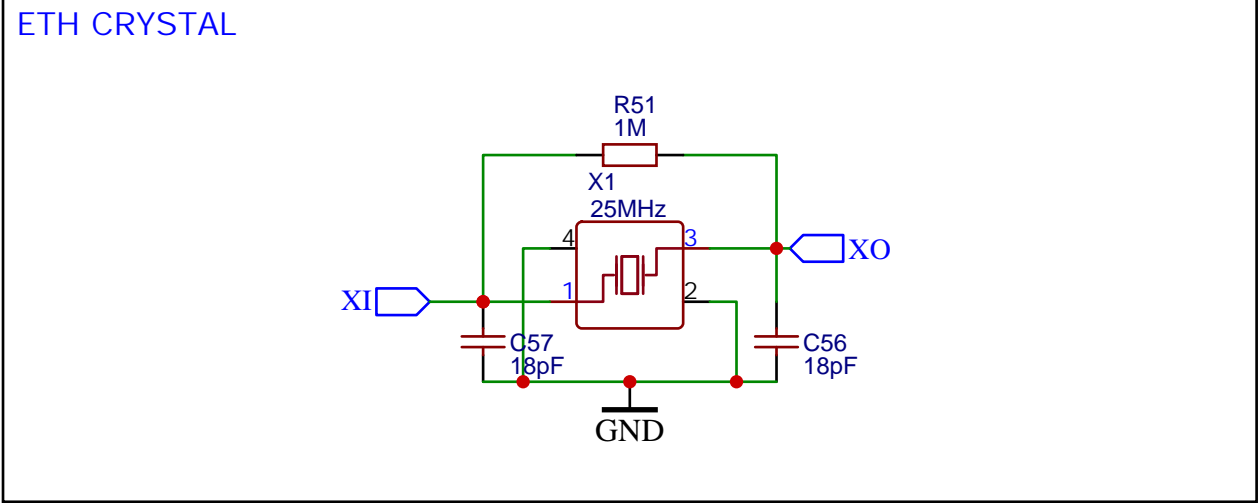 ETH CRYSTAL
R51
1M
X1
25MHz
4
3
XO
XI
1
2
C57
18pF
C56
18pF
GND